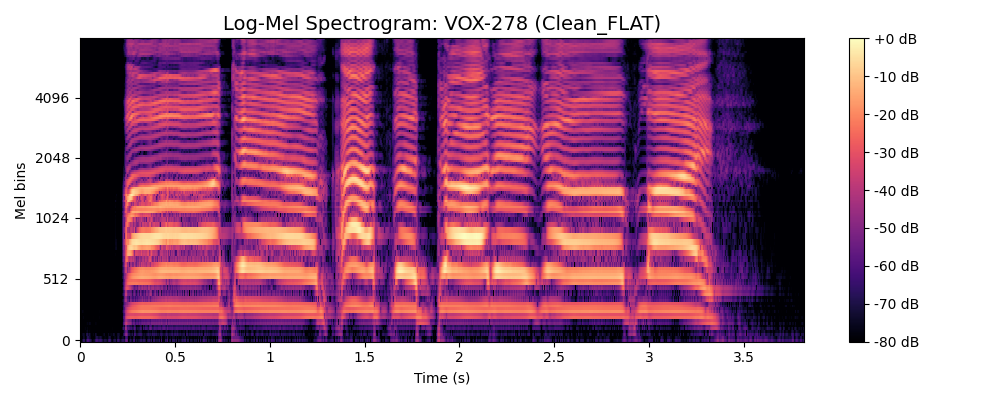 Log-Mel Spectrogram: VOX-278 (Clean_FLAT)
Mel bins
4096
2048
1024
512
0
0 0.5 1 1.5 2 2.5 3 3.5
Time (s)
+0 dB
-10 dB
-20 dB
-30 dB
-40 dB
-50 dB
-60 dB
-70 dB
-80 dB